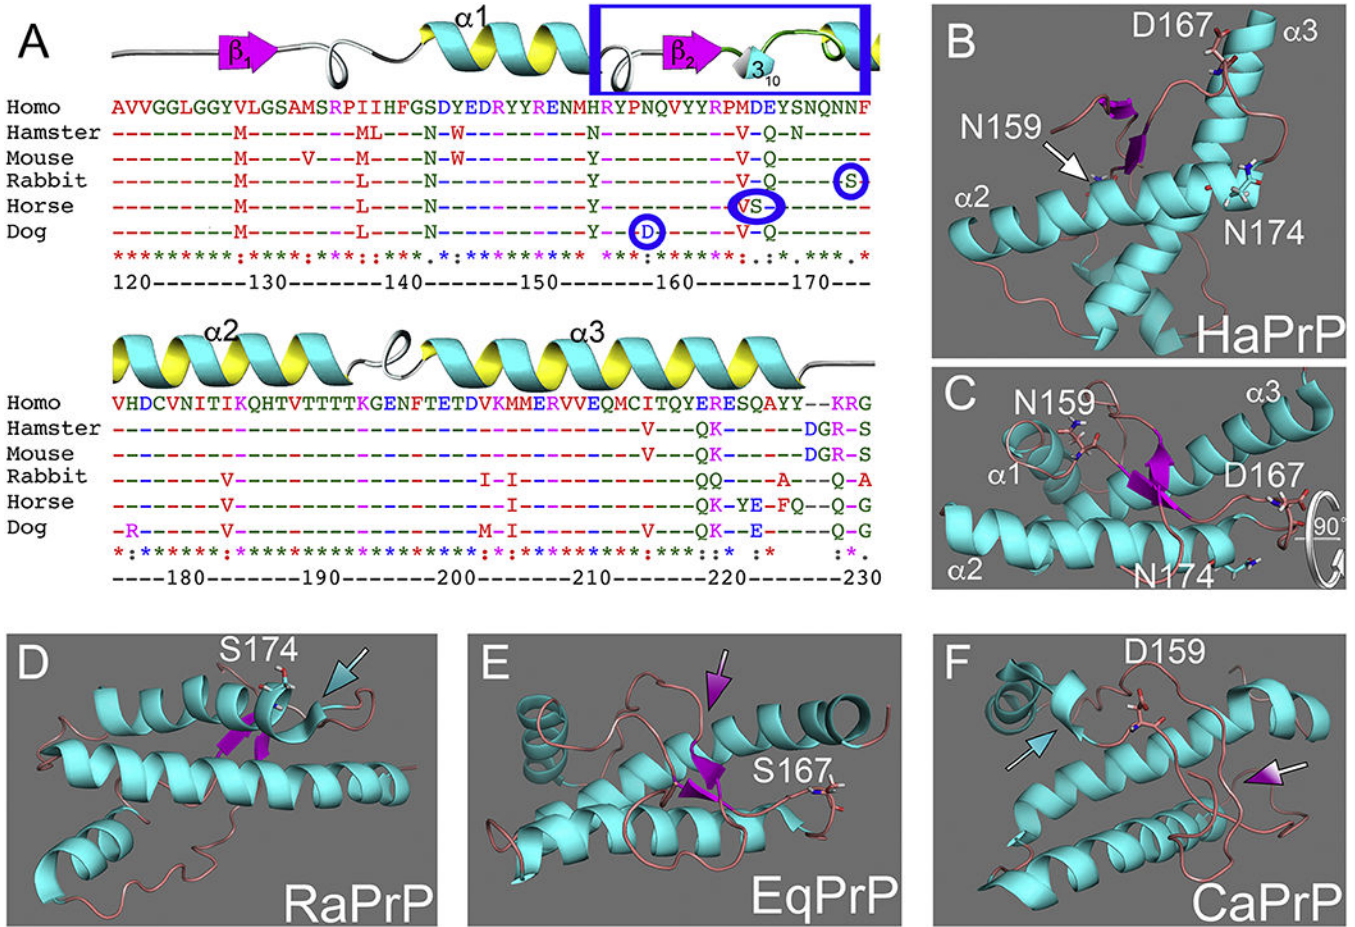 A
α1
β1
β2
3 10
Homo AVVGGLGGYVLGSAMSRPIIHFGSDYEDRYYRENMHRYPNQVYYRPMDEYSNQNNF
Hamster ---------M--------ML---N-W---------N----------V-Q-N-----
Mouse ---------M----V---M----N-W---------Y----------V-Q-------
Rabbit ---------M--------L----N-----------Y----------V-Q-----S-
Horse ---------M--------L----N-----------Y----------VS--------
Dog ---------M--------L----N-----------Y---D------V-Q-------
*********:********::***.*:*********.***:******:.:*.***.*
120-------130-------140-------150-------160-------170---
α2
α3
Homo VHDCVNITIKQHTVTTTTKGENFTETDVKMMERVVEQMCITQYERESQAYY--KRG
Hamster ---------------------------------------V---QK------DGR-S
Mouse ---------------------------------------V---QK------DGR-S
Rabbit --------V------------------I-I-------------QQ----A---Q-A
Horse --------V--------------------I-------------QK-YE-FQ--Q-G
Dog -R------V------------------M-I---------V---QK--E-----Q-G
*:******:******************:*:*********:***::*  *    :*:
----180-------190-------200-------210-------220-------230
B
D167
α3
N159
α2
N174
HaPrP
C
N159
α3
α1
D167
90°
α2
N174
D
S174
RaPrP
E
S167
EqPrP
F
D159
CaPrP